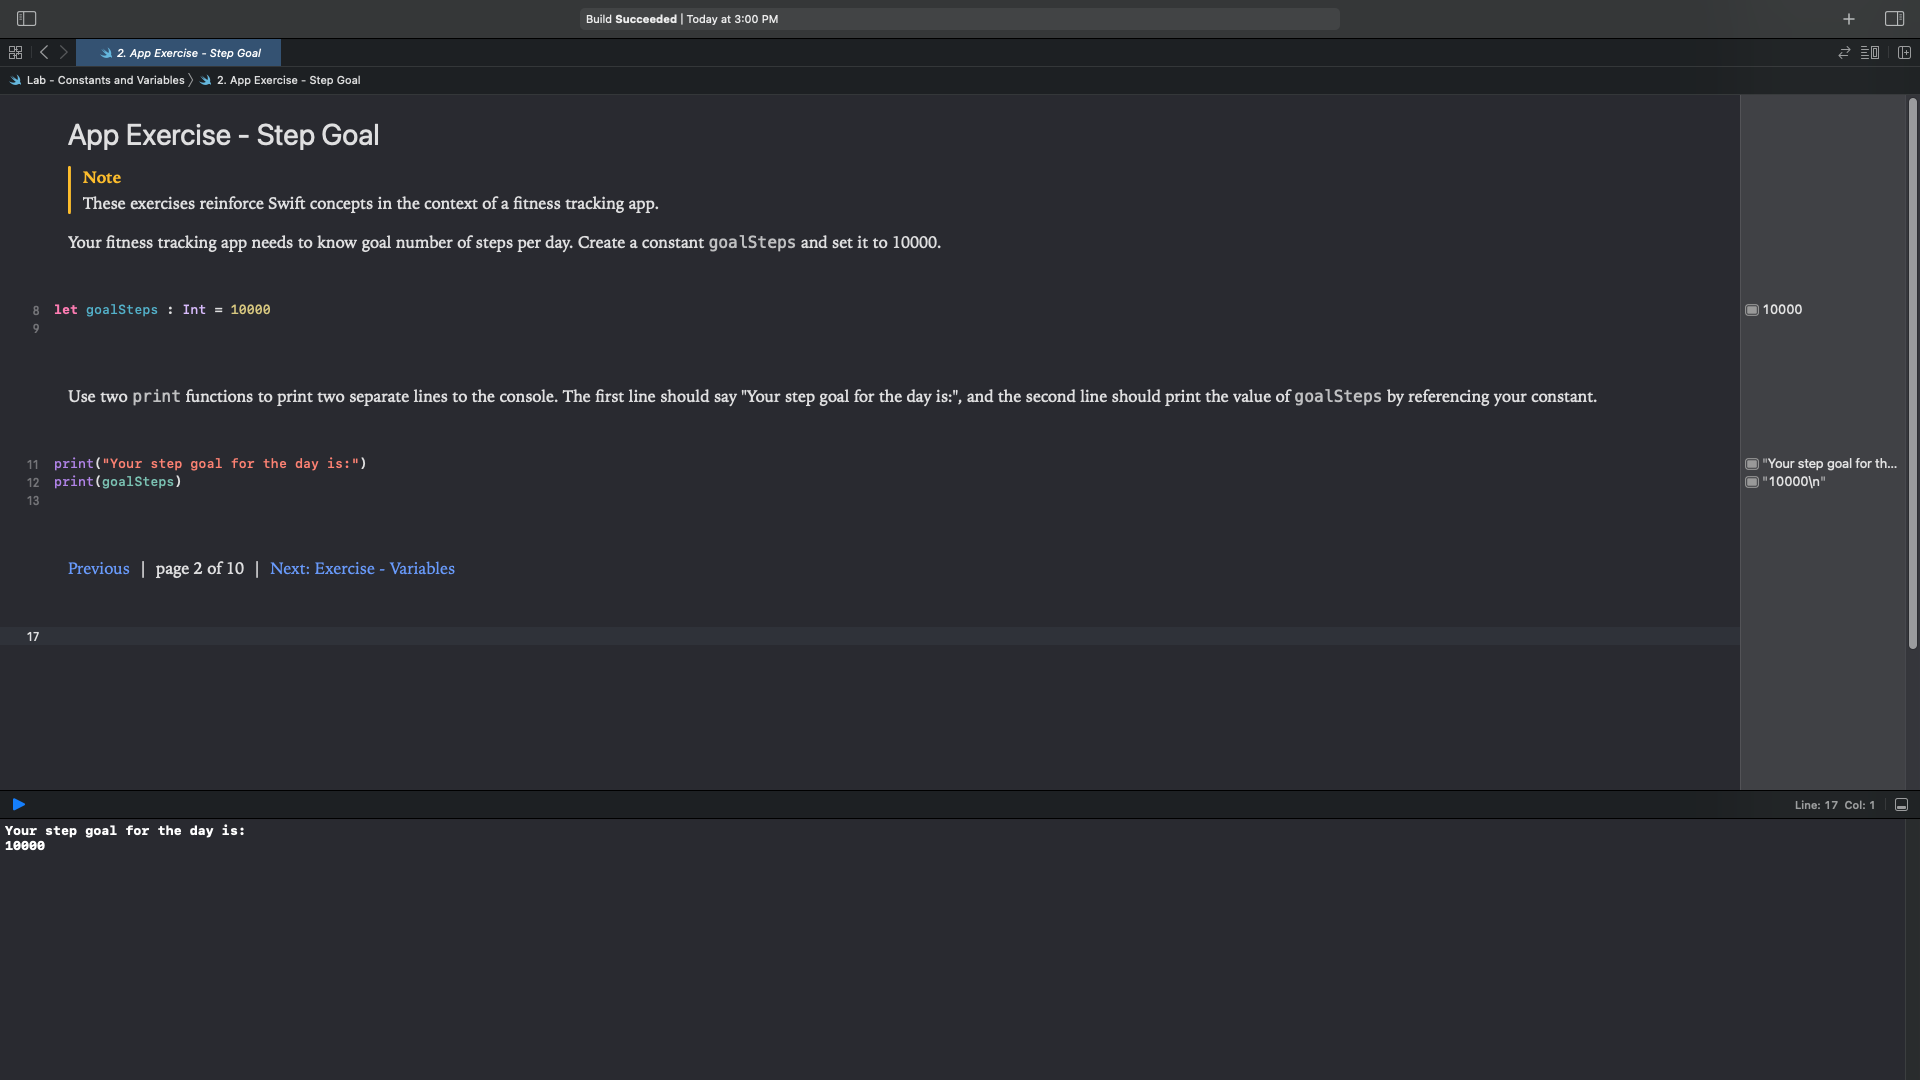 Build Succeeded | Today at 3:00 PM
2. App Exercise - Step Goal
Lab - Constants and Variables 〉 2. App Exercise - Step Goal
App Exercise - Step Goal
Note
These exercises reinforce Swift concepts in the context of a fitness tracking app.
Your fitness tracking app needs to know goal number of steps per day. Create a constant goalSteps and set it to 10000.
8 let goalSteps : Int = 10000
10000
9
Use two print functions to print two separate lines to the console. The first line should say "Your step goal for the day is:", and the second line should print the value of goalSteps by referencing your constant.
11 print("Your step goal for the day is:")
"Your step goal for th...
12 print(goalSteps)
"10000\n"
13
Previous | page 2 of 10 | Next: Exercise - Variables
17
Line: 17 Col: 1
Your step goal for the day is:
10000